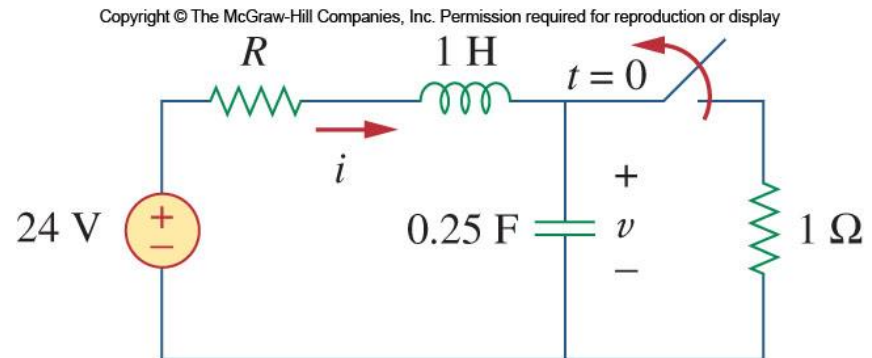 Copyright © The McGraw-Hill Companies, Inc. Permission required for reproduction or display
R
1 H
t = 0
i
24 V
+
−
0.25 F
+
v
−
1 Ω